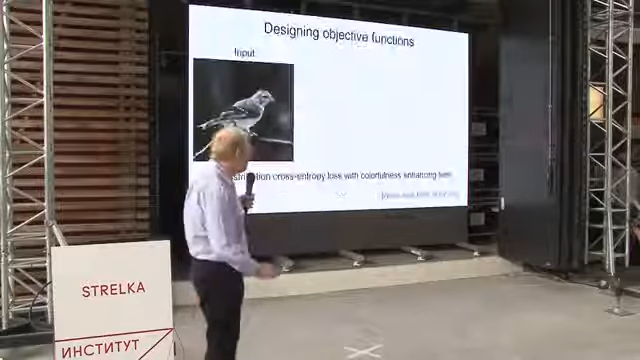 Designing objective functions
Input
cross-entropy loss with colorfulness enhancing term
STRELKA
ИНСТИТУТ